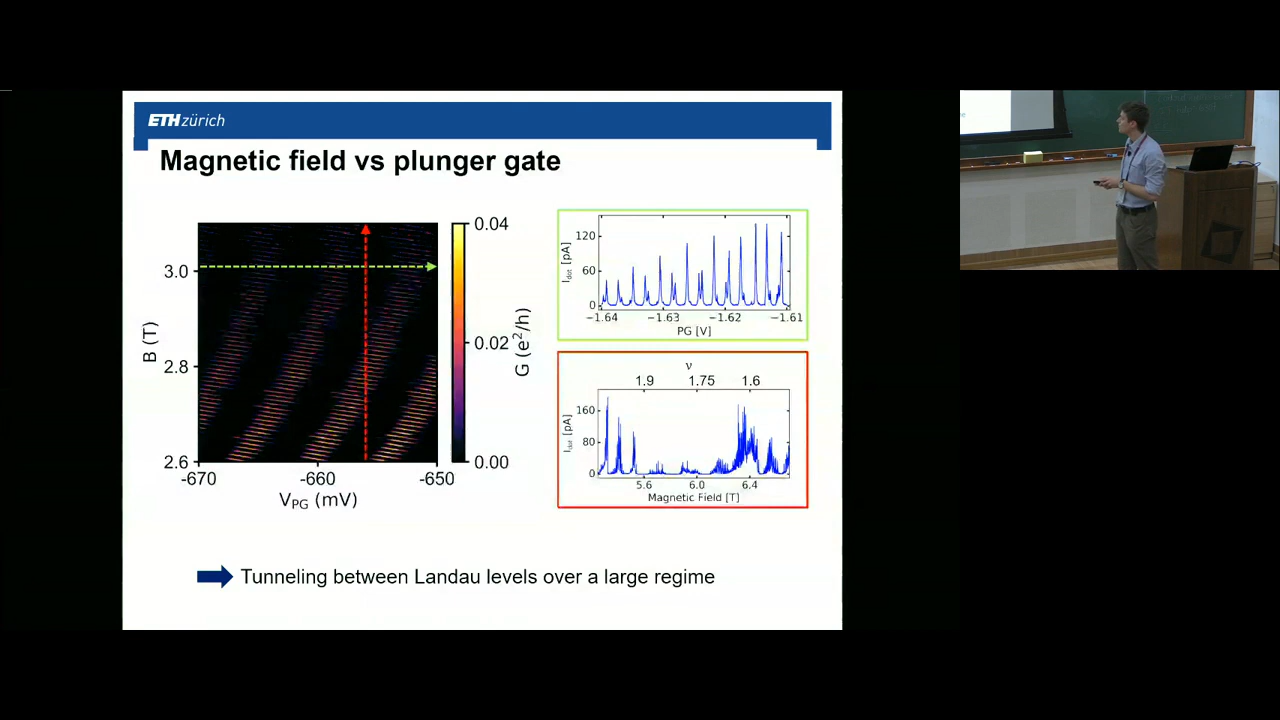 ETH zürich
Magnetic field vs plunger gate
B (T)
3.0
2.8
2.6
-670
-660
-650
V_PG (mV)
0.04
0.02
0.00
G (e²/h)
I_dot [pA]
120
60
0
−1.64
−1.63
−1.62
−1.61
PG [V]
ν
1.9
1.75
1.6
I_dot [pA]
160
80
0
5.6
6.0
6.4
Magnetic Field [T]
Tunneling between Landau levels over a large regime